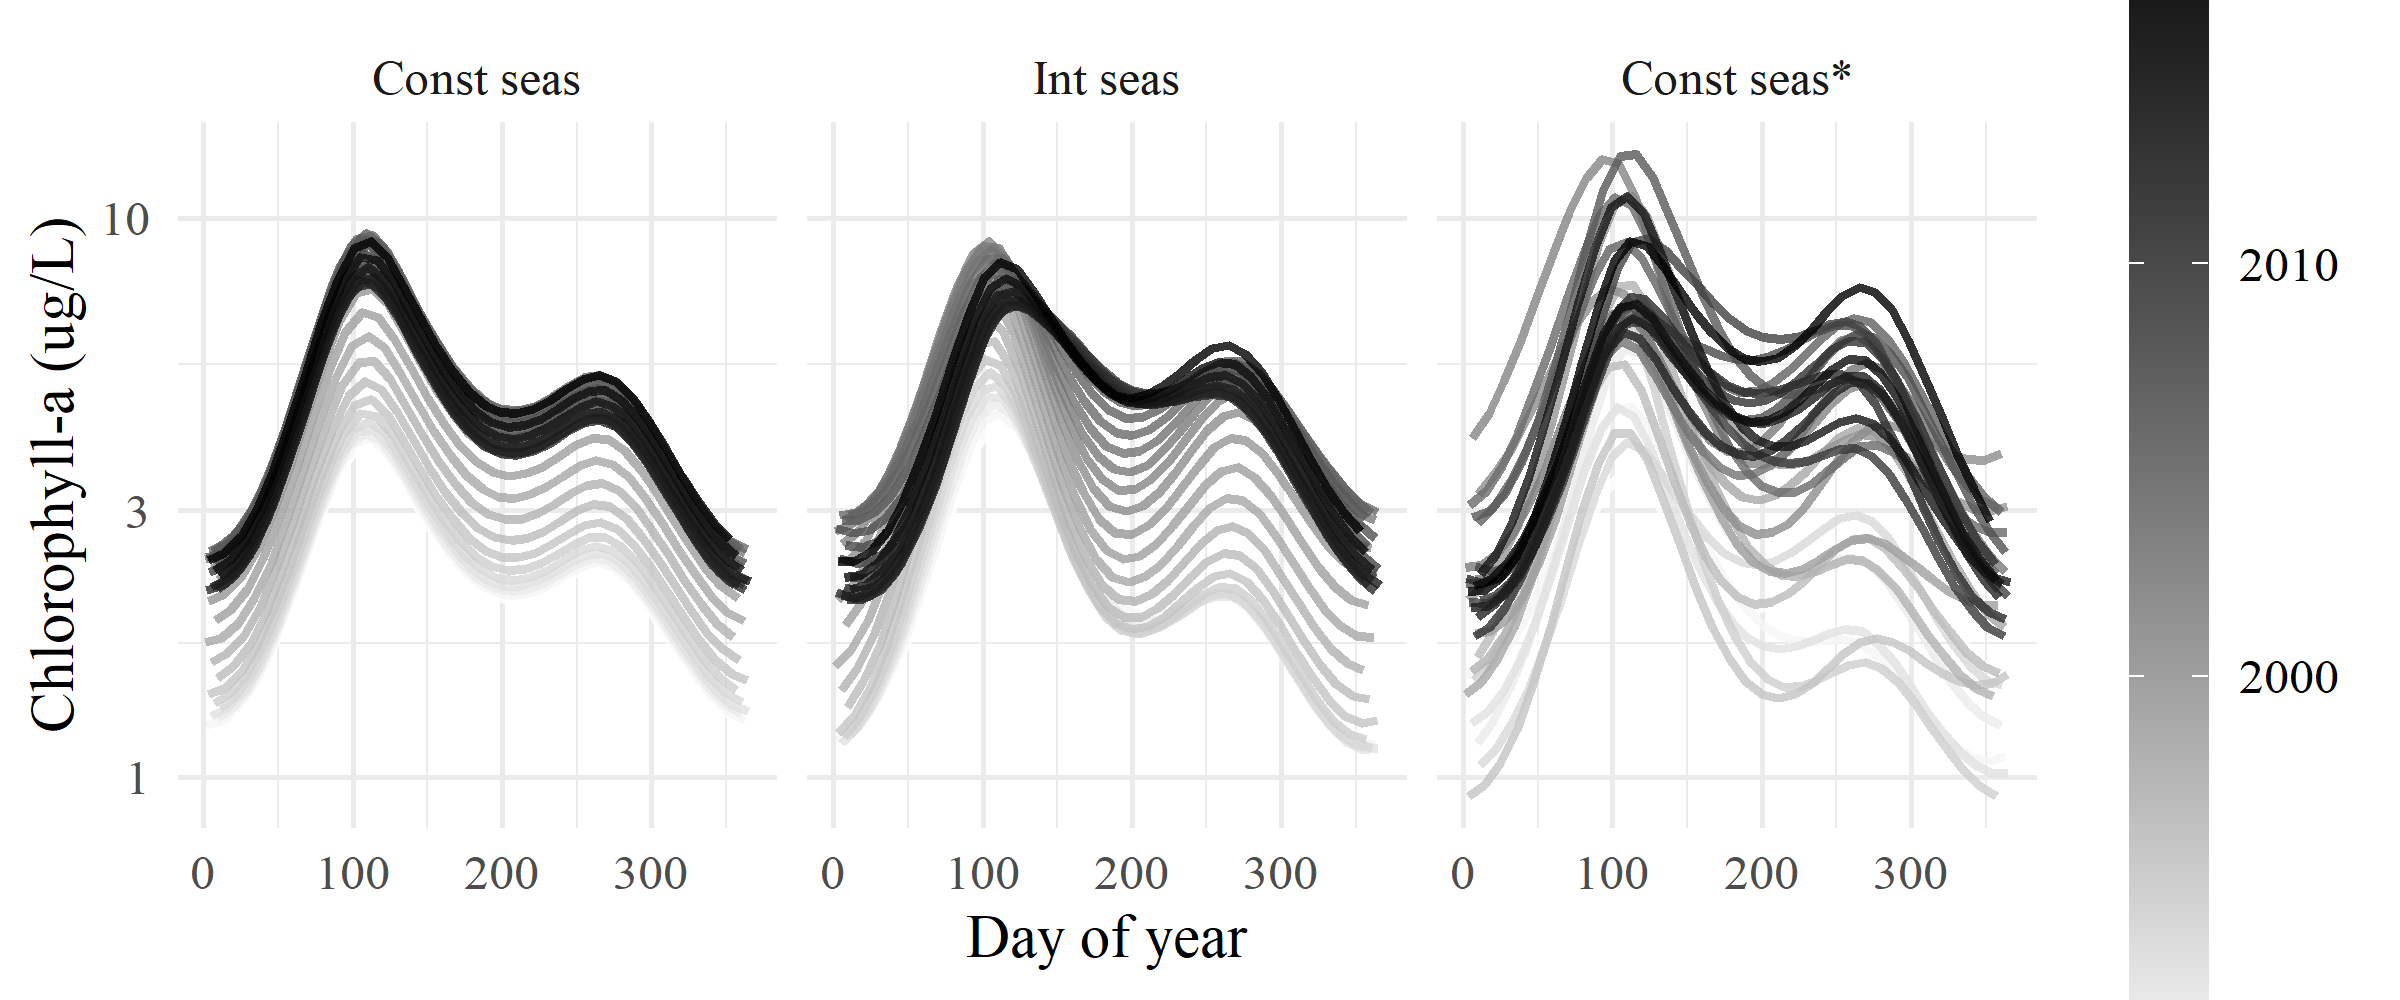 Const seas
Int seas
Const seas*
Chlorophyll-a (ug/L)
10
3
1
0 100 200 300
0 100 200 300
0 100 200 300
Day of year
2010
2000